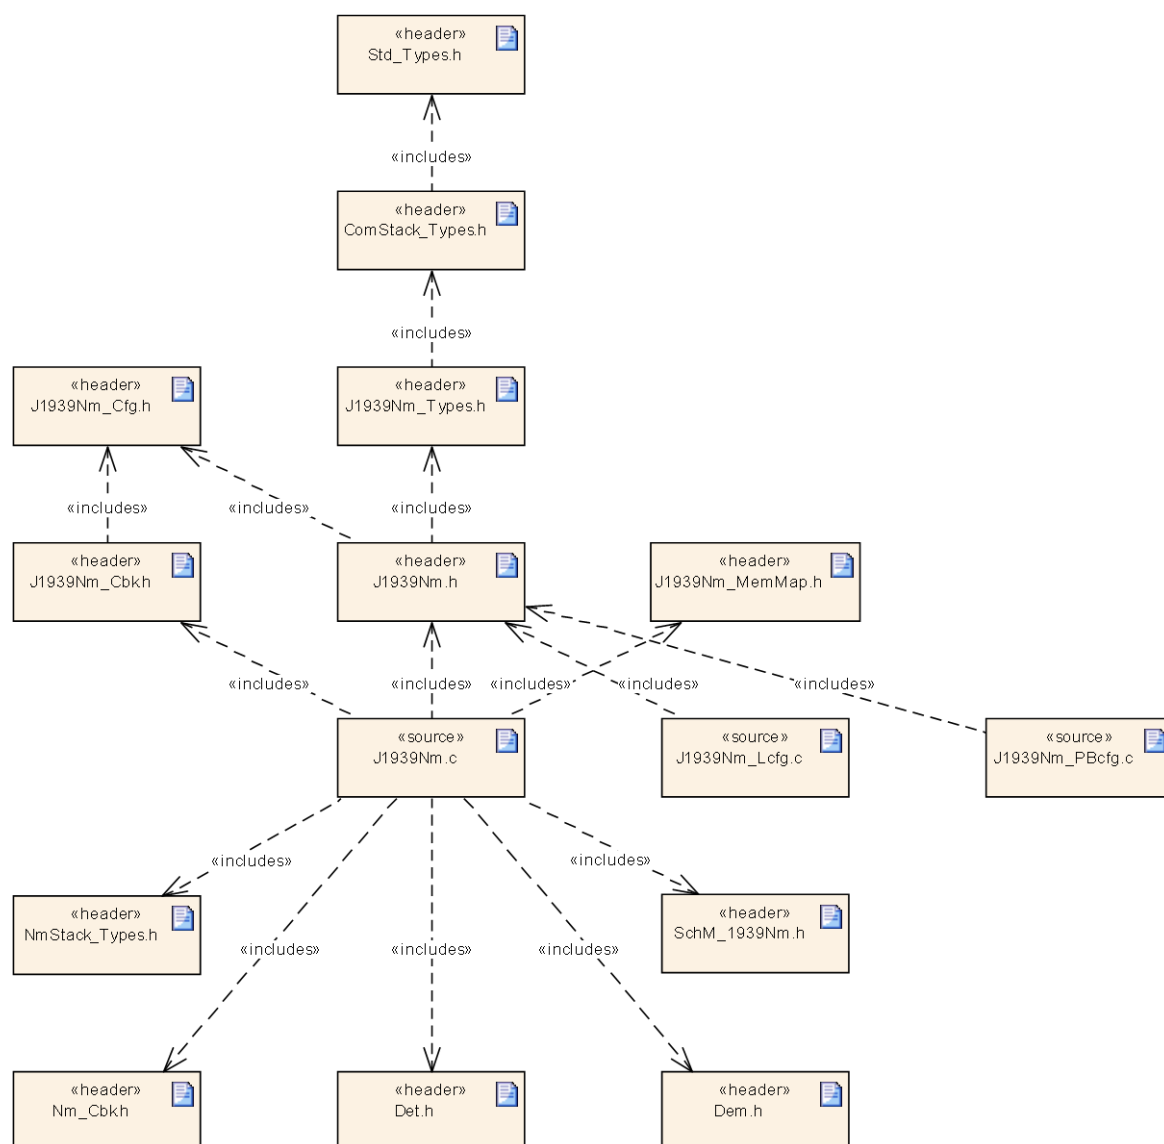 «header»
Std_Types.h
«includes»
«header»
ComStack_Types.h
«includes»
«header»
J1939Nm_Cfg.h
«header»
J1939Nm_Types.h
«includes»
«includes»
«includes»
«header»
J1939Nm_Cbk.h
«header»
J1939Nm.h
«header»
J1939Nm_MemMap.h
«includes»
«includes»
«includes»
«includes»
«includes»
«source»
J1939Nm.c
«source»
J1939Nm_Lcfg.c
«source»
J1939Nm_PBcfg.c
«includes»
«includes»
«header»
NmStack_Types.h
«header»
SchM_1939Nm.h
«includes»
«includes»
«includes»
«header»
Nm_Cbk.h
«header»
Det.h
«header»
Dem.h